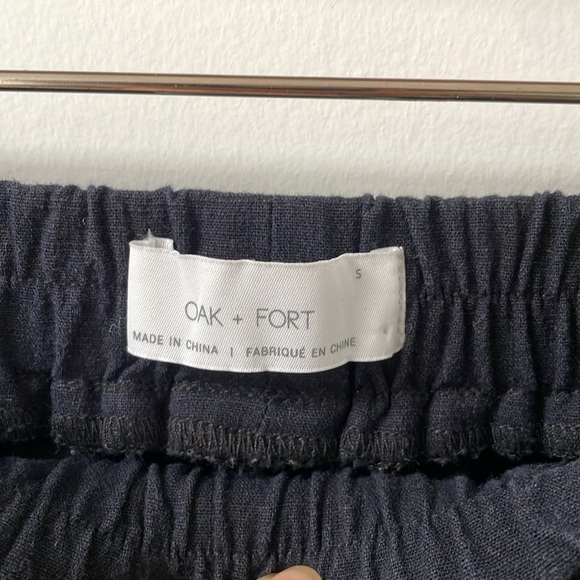 S
OAK + FORT
MADE IN CHINA | FABRIQUÉ EN CHINE